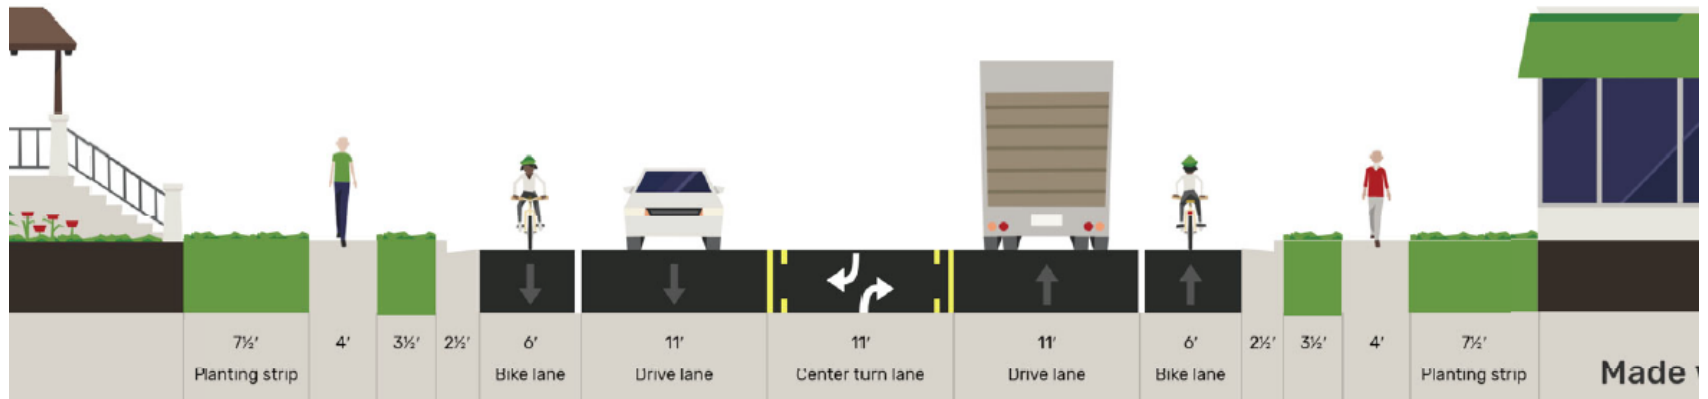 7½′ 4′ 3½′ 2½′ 6′ 11′ 11′ 11′ 6′ 2½′ 3½′ 4′ 7½′
Planting strip Bike lane Drive lane Center turn lane Drive lane Bike lane Planting strip
Made